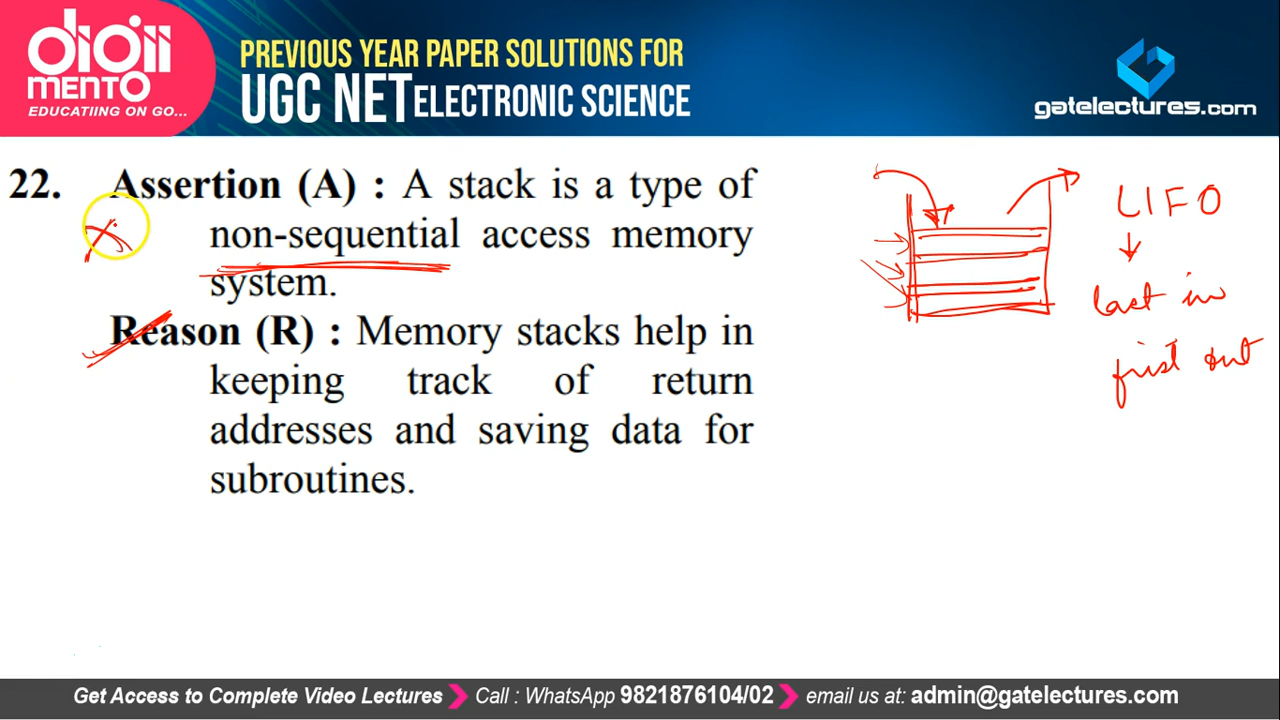 digii
mento
EDUCATIING ON GO...
PREVIOUS YEAR PAPER SOLUTIONS FOR
UGC NET ELECTRONIC SCIENCE
gatelectures.com
22. Assertion (A) : A stack is a type of
non-sequential access memory
system.
Reason (R) : Memory stacks help in
keeping track of return
addresses and saving data for
subroutines.
LIFO
last in
first out
Get Access to Complete Video Lectures Call : WhatsApp 9821876104/02 email us at: admin@gatelectures.com